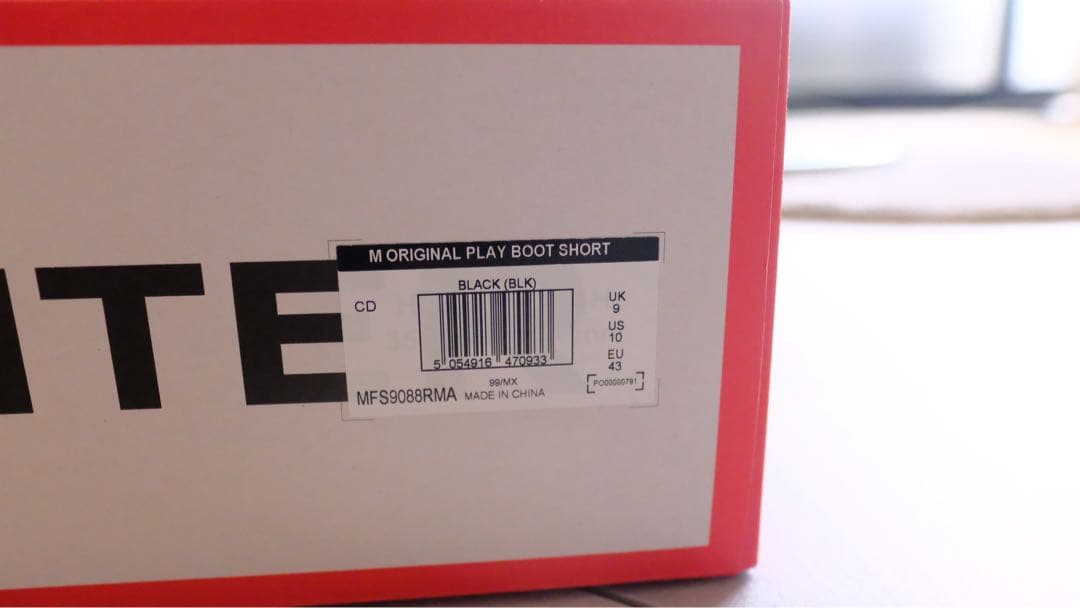 ITE
M ORIGINAL PLAY BOOT SHORT
BLACK (BLK)
CD
UK
9
US
10
EU
43
5 054916 470933
99/MX
MFS9088RMA MADE IN CHINA
PO00000791